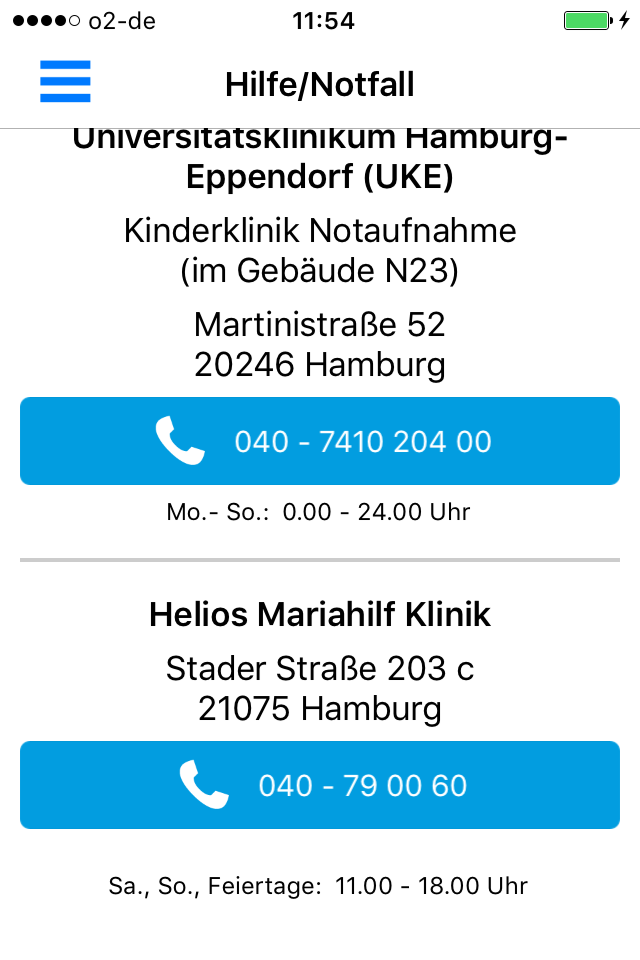 o2-de 11:54
Hilfe/Notfall
Universitätsklinikum Hamburg-
Eppendorf (UKE)
Kinderklinik Notaufnahme
(im Gebäude N23)
Martinistraße 52
20246 Hamburg
040 - 7410 204 00
Mo.- So.: 0.00 - 24.00 Uhr
Helios Mariahilf Klinik
Stader Straße 203 c
21075 Hamburg
040 - 79 00 60
Sa., So., Feiertage: 11.00 - 18.00 Uhr